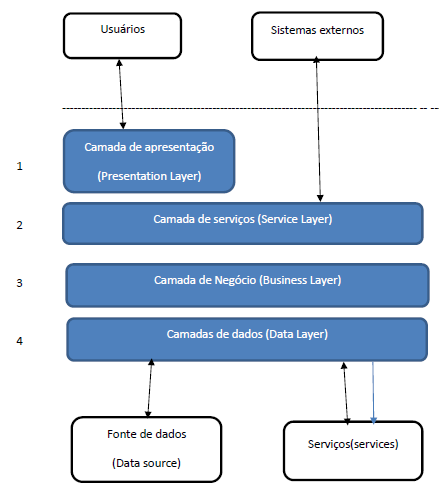 Usuários
Sistemas externos
1
Camada de apresentação
(Presentation Layer)
2
Camada de serviços (Service Layer)
3
Camada de Negócio (Business Layer)
4
Camadas de dados (Data Layer)
Fonte de dados
(Data source)
Serviços(services)